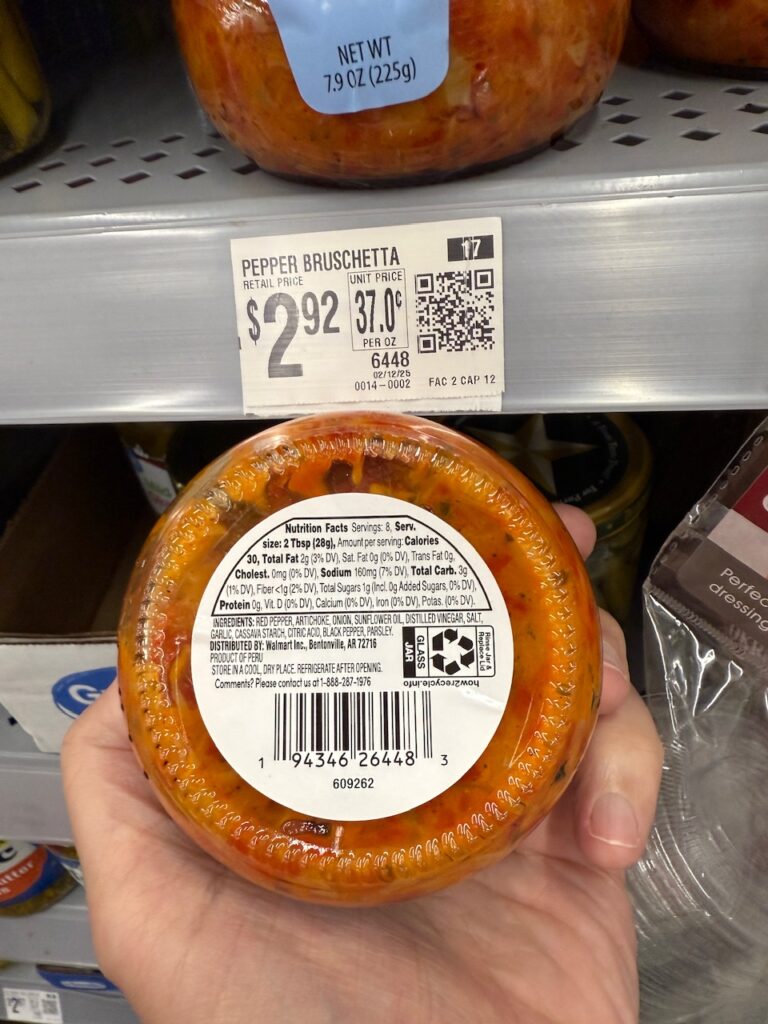 NET WT
7.9 OZ (225g)
PEPPER BRUSCHETTA
17
RETAIL PRICE
UNIT PRICE
$2.92
37.0¢
PER OZ
6448
02/12/25
0014-0002
FAC 2 CAP 12
Nutrition Facts Servings: 8, Serv.
size: 2 Tbsp (28g), Amount per serving: Calories
30, Total Fat 2g (3% DV), Sat. Fat 0g (0% DV), Trans Fat 0g,
Cholest. 0mg (0% DV), Sodium 160mg (7% DV), Total Carb. 3g
(1% DV), Fiber <1g (2% DV), Total Sugars 1g (Incl. 0g Added Sugars, 0% DV),
Protein 0g, Vit. D (0% DV), Calcium (0% DV), Iron (0% DV), Potas. (0% DV).
INGREDIENTS: RED PEPPER, ARTICHOKE, ONION, SUNFLOWER OIL, DISTILLED VINEGAR, SALT,
GARLIC, CASSAVA STARCH, CITRIC ACID, BLACK PEPPER, PARSLEY.
DISTRIBUTED BY: Walmart Inc., Bentonville, AR 72716
PRODUCT OF PERU
STORE IN A COOL, DRY PLACE. REFRIGERATE AFTER OPENING.
Comments? Please contact us at 1-888-287-1976
Rinse Jar &
Replace Lid
GLASS
JAR
how2recycle.info
1 94346 26448 3
609262
dressing